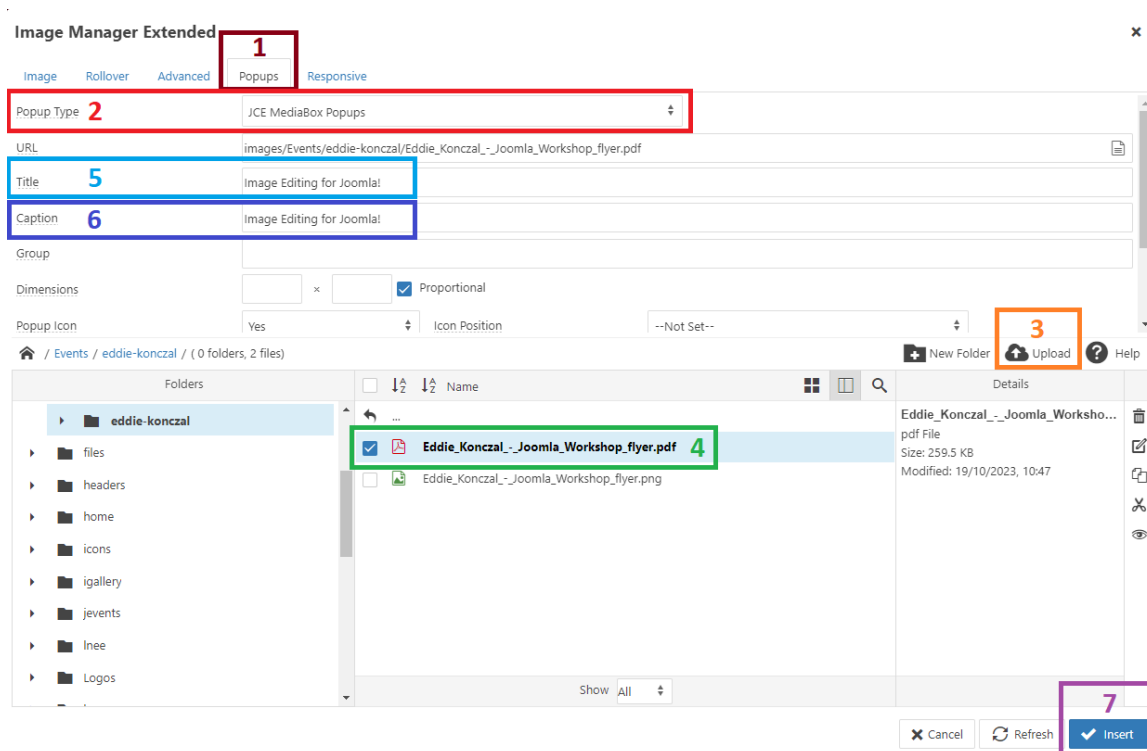 Image Manager Extended
1
Image Rollover Advanced Popups Responsive
Popup Type 2 JCE MediaBox Popups
URL images/Events/eddie-konczal/Eddie_Konczal_-_Joomla_Workshop_flyer.pdf
Title 5 Image Editing for Joomla!
Caption 6 Image Editing for Joomla!
Group
Dimensions × Proportional
Popup Icon Yes Icon Position --Not Set--
3
/ Events / eddie-konczal / ( 0 folders, 2 files) New Folder Upload Help
Folders Name Details
eddie-konczal ... Eddie_Konczal_-_Joomla_Worksho...
pdf File
files Eddie_Konczal_-_Joomla_Workshop_flyer.pdf 4 Size: 259.5 KB
Modified: 19/10/2023, 10:47
headers Eddie_Konczal_-_Joomla_Workshop_flyer.png
home
icons
igallery
jevents
lnee
Logos
Show All
7
Cancel Refresh Insert